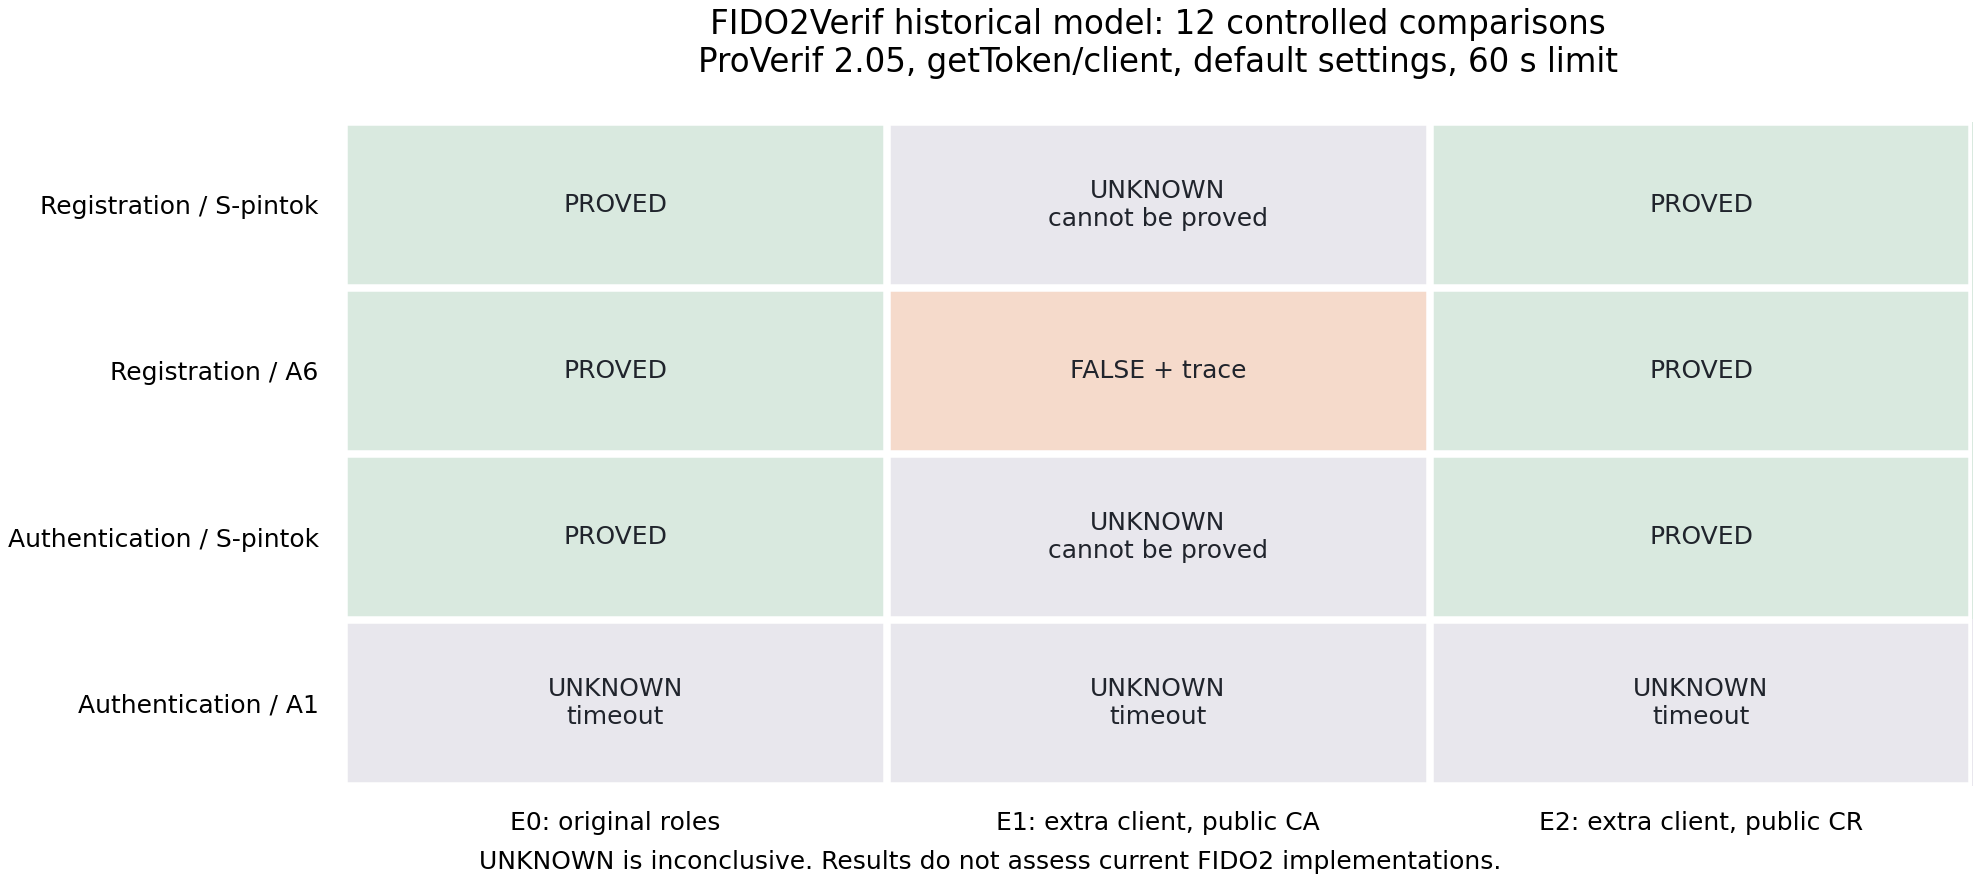 FIDO2Verif historical model: 12 controlled comparisons
ProVerif 2.05, getToken/client, default settings, 60 s limit
Registration / S-pintok
PROVED
UNKNOWN
cannot be proved
PROVED
Registration / A6
PROVED
FALSE + trace
PROVED
Authentication / S-pintok
PROVED
UNKNOWN
cannot be proved
PROVED
Authentication / A1
UNKNOWN
timeout
UNKNOWN
timeout
UNKNOWN
timeout
E0: original roles
E1: extra client, public CA
E2: extra client, public CR
UNKNOWN is inconclusive. Results do not assess current FIDO2 implementations.